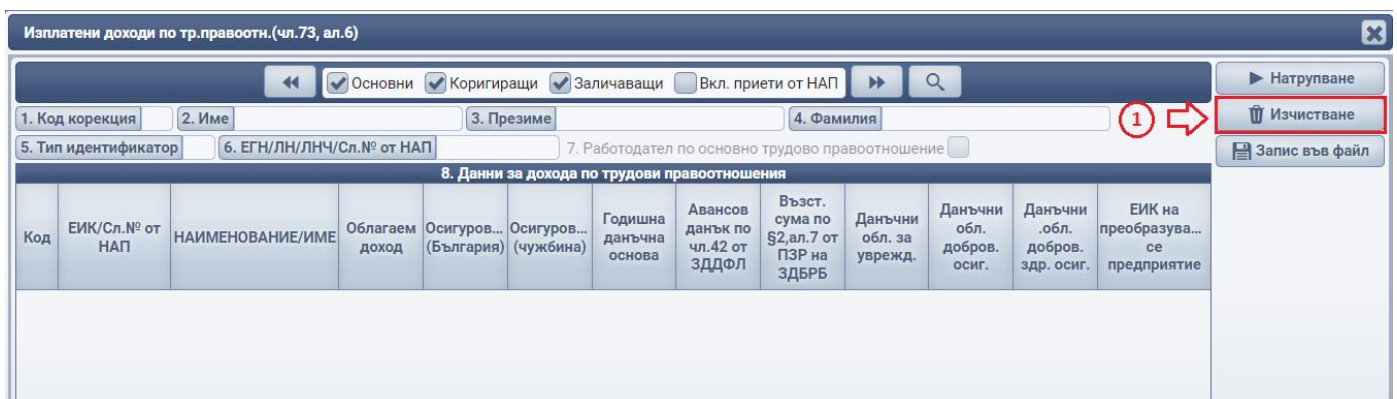 Изплатени доходи по тр.правоотн.(чл.73, ал.6)
Основни Коригиращи Заличаващи Вкл. приети от НАП
Натрупване
1. Код корекция 2. Име 3. Презиме 4. Фамилия
1 Изчистване
5. Тип идентификатор 6. ЕГН/ЛН/ЛНЧ/Сл.№ от НАП 7. Работодател по основно трудово правоотношение
Запис във файл
8. Данни за дохода по трудови правоотношения
Код
ЕИК/Сл.№ от
НАП
НАИМЕНОВАНИЕ/ИМЕ
Облагаем
доход
Осигуров...
(България)
Осигуров...
(чужбина)
Годишна
данъчна
основа
Авансов
данък по
чл.42 от
ЗДДФЛ
Възст.
сума по
§2,ал.7 от
ПЗР на
ЗДБРБ
Данъчни
обл. за
уврежд.
Данъчни
обл.
добров.
осиг.
Данъчни
.обл.
добров.
здр. осиг.
ЕИК на
преобразува...
се
предприятие